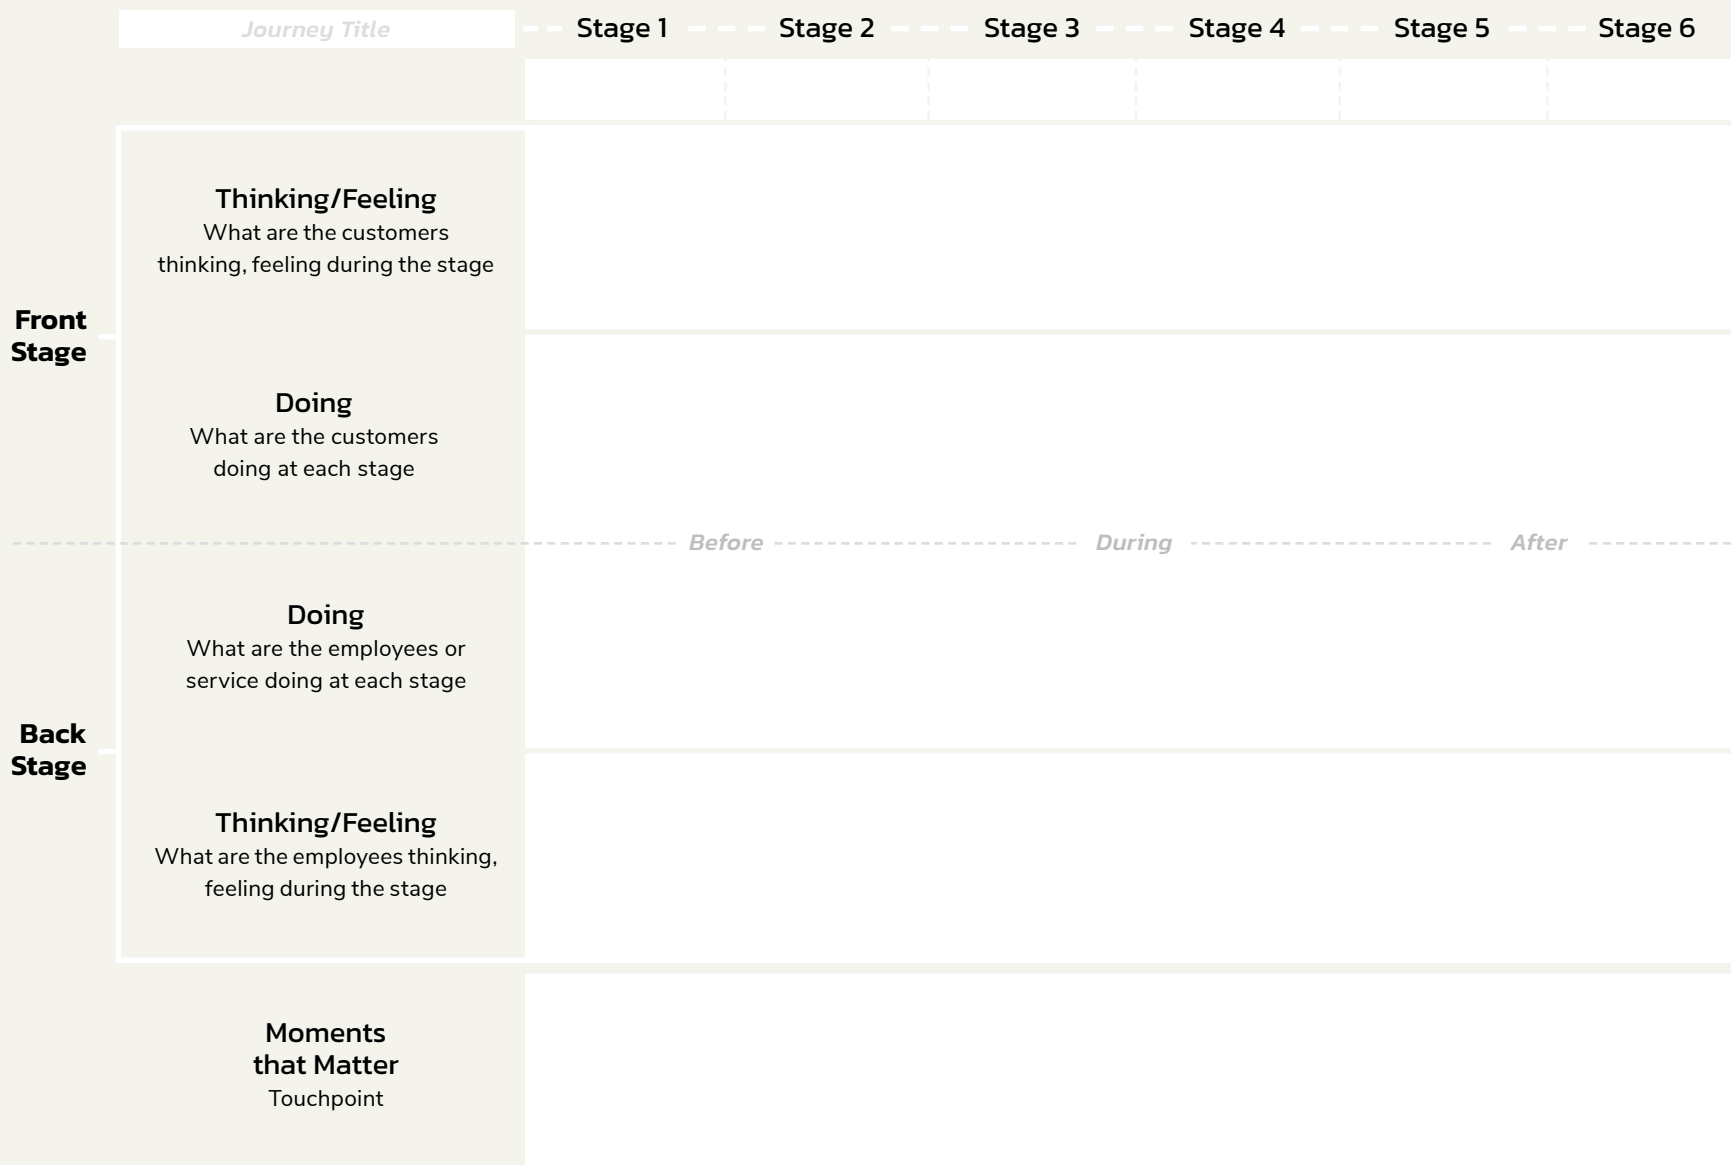 Journey Title
Stage 1
Stage 2
Stage 3
Stage 4
Stage 5
Stage 6
Front
Stage
Thinking/Feeling
What are the customers
thinking, feeling during the stage
Doing
What are the customers
doing at each stage
Before
During
After
Back
Stage
Doing
What are the employees or
service doing at each stage
Thinking/Feeling
What are the employees thinking,
feeling during the stage
Moments
that Matter
Touchpoint